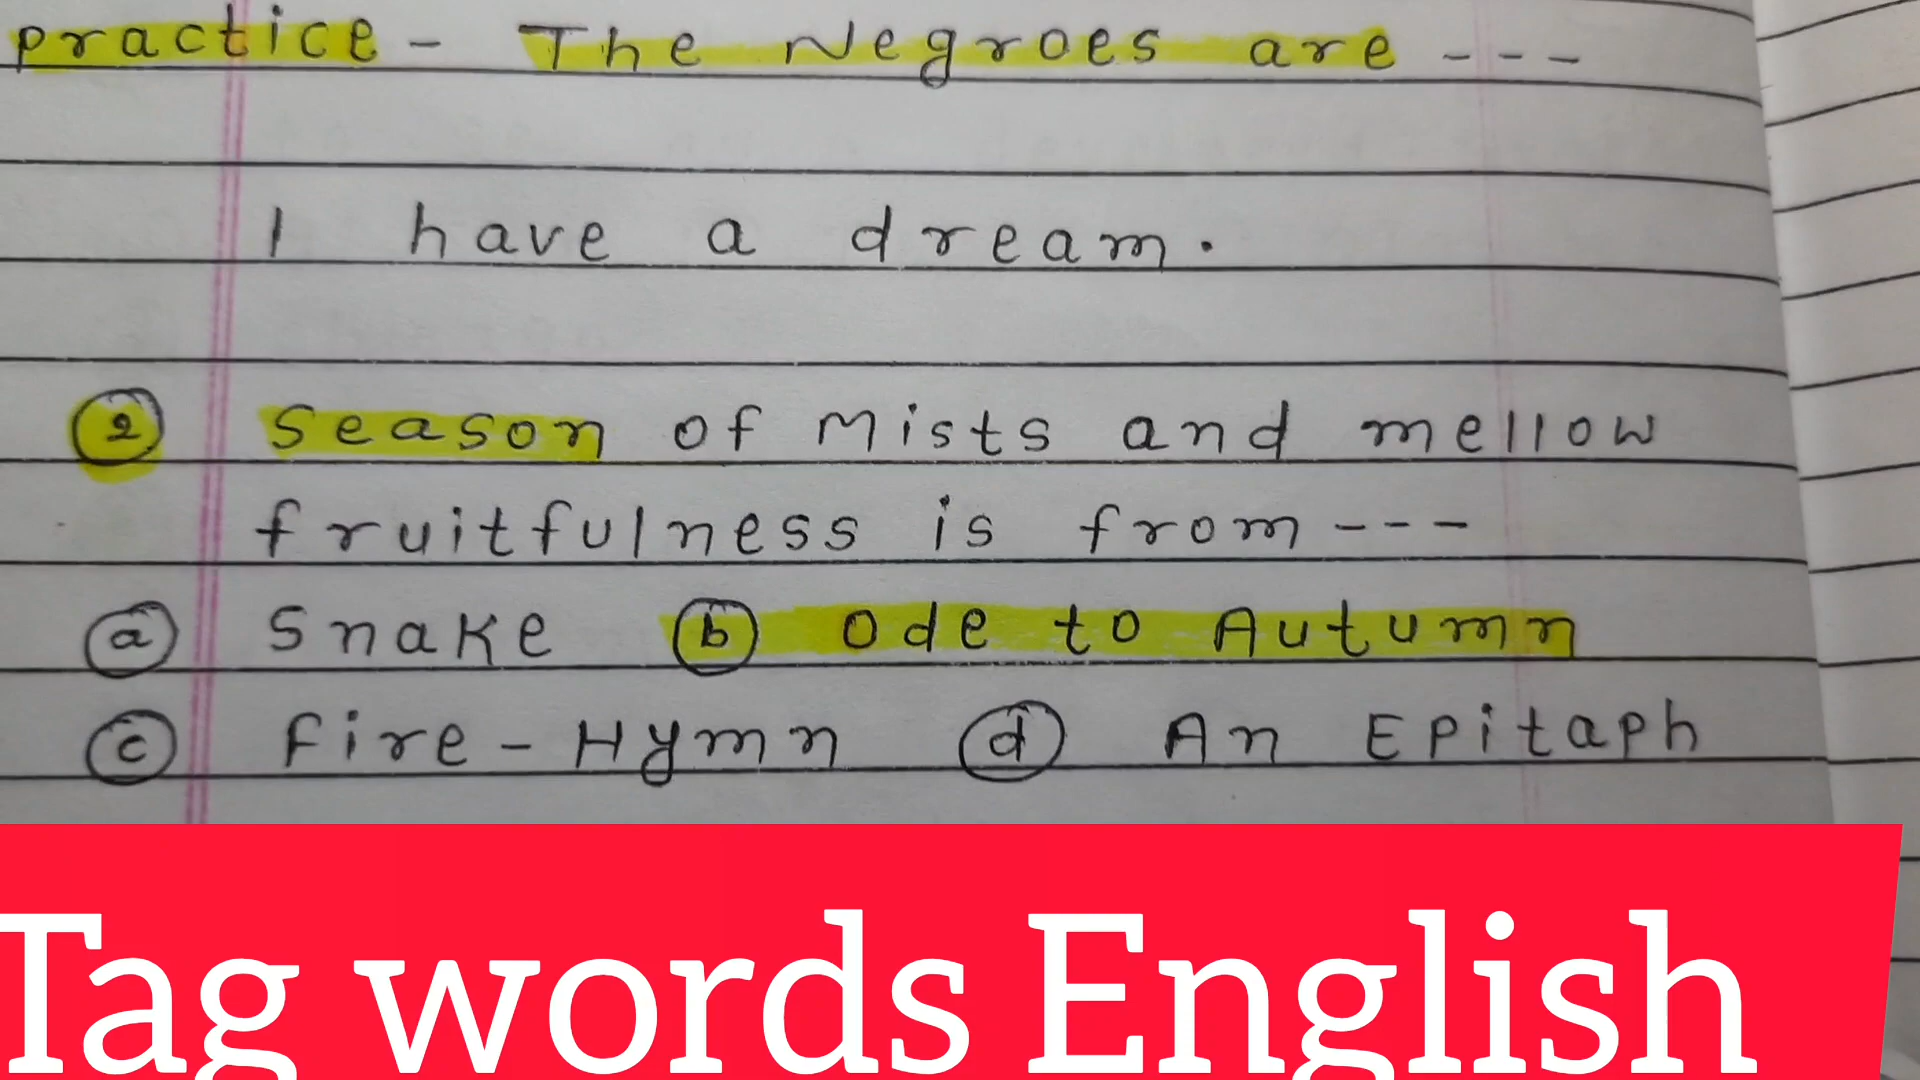 practice - The Negroes are ---
I have a dream.
2 Season of Mists and mellow
fruitfulness is from ---
a Snake b Ode to Autumn
c Fire-Hymn d An Epitaph
Tag words English